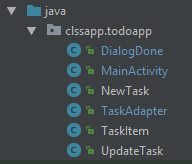 java
clssapp.todoapp
DialogDone
MainActivity
NewTask
TaskAdapter
TaskItem
UpdateTask